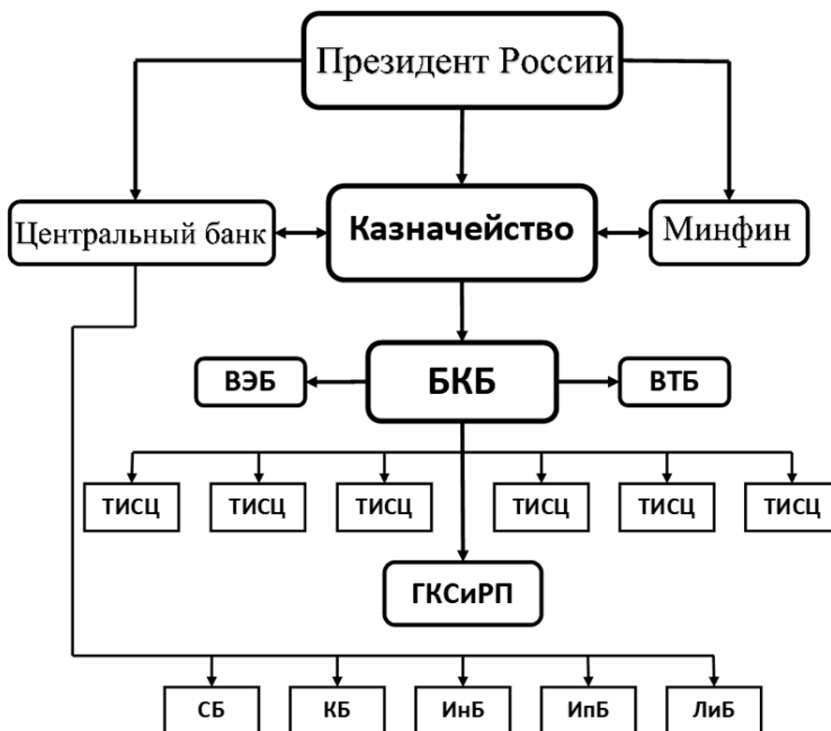 Президент России
Центральный банк
Казначейство
Минфин
ВЭБ
БКБ
ВТБ
ТИСЦ
ТИСЦ
ТИСЦ
ТИСЦ
ТИСЦ
ТИСЦ
ГКСиРП
СБ
КБ
ИнБ
ИпБ
ЛиБ